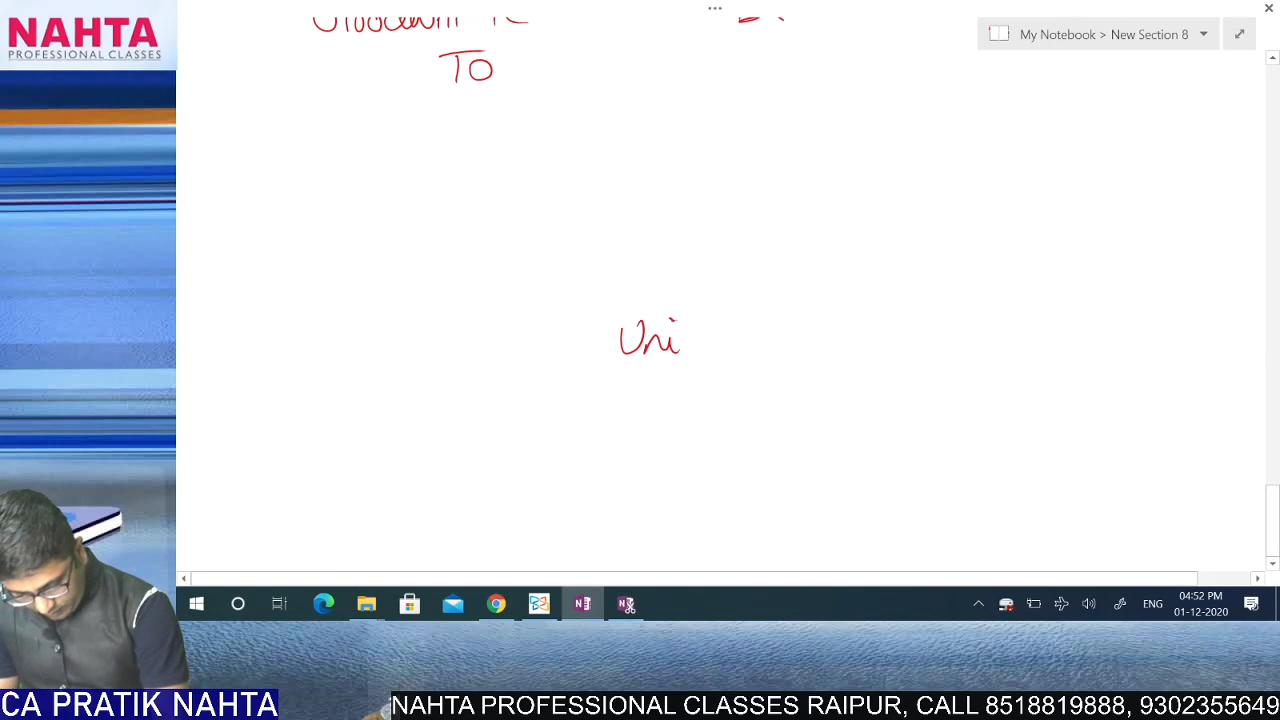 NAHTA
PROFESSIONAL CLASSES
My Notebook > New Section 8
TO
Uni
ENG
04:52 PM
01-12-2020
CA PRATIK NAHTA
NAHTA PROFESSIONAL CLASSES RAIPUR, CALL 8518819888, 9302355649